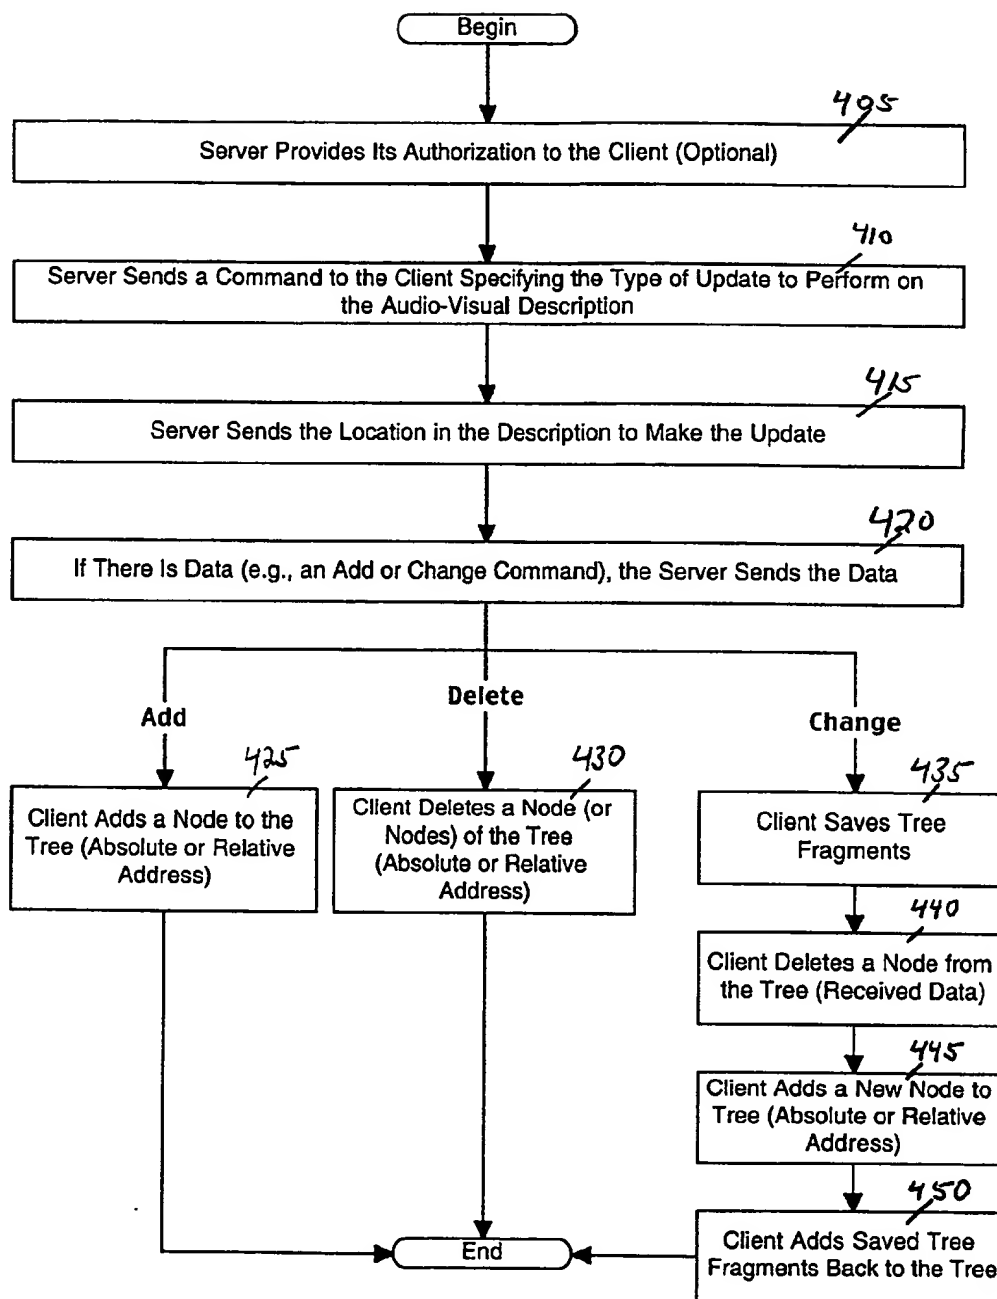 Begin
405
Server Provides Its Authorization to the Client (Optional)
410
Server Sends a Command to the Client Specifying the Type of Update to Perform on
the Audio-Visual Description
415
Server Sends the Location in the Description to Make the Update
420
If There Is Data (e.g., an Add or Change Command), the Server Sends the Data
Add
Delete
Change
425
Client Adds a Node to the
Tree (Absolute or Relative
Address)
430
Client Deletes a Node (or
Nodes) of the Tree
(Absolute or Relative
Address)
435
Client Saves Tree
Fragments
440
Client Deletes a Node from
the Tree (Received Data)
445
Client Adds a New Node to
Tree (Absolute or Relative
Address)
450
Client Adds Saved Tree
Fragments Back to the Tree
End